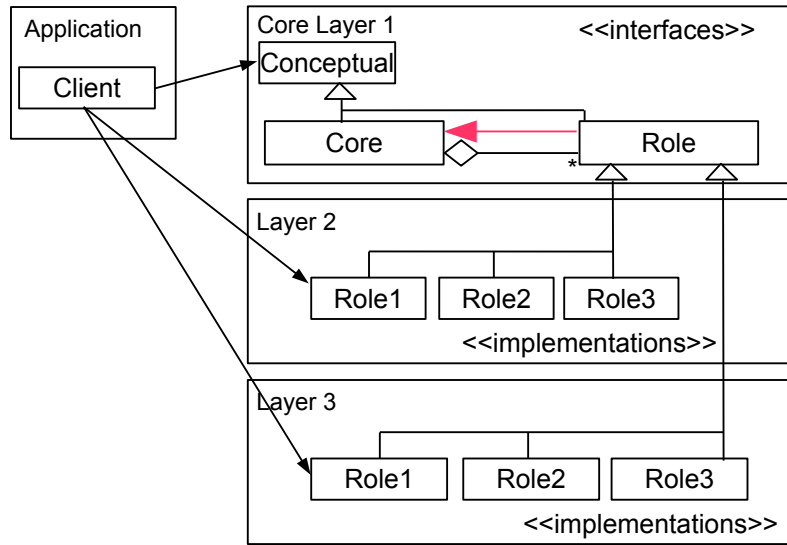 Application
Client
Core Layer 1
<<interfaces>>
Conceptual
Core
Role
*
Layer 2
Role1
Role2
Role3
<<implementations>>
Layer 3
Role1
Role2
Role3
<<implementations>>